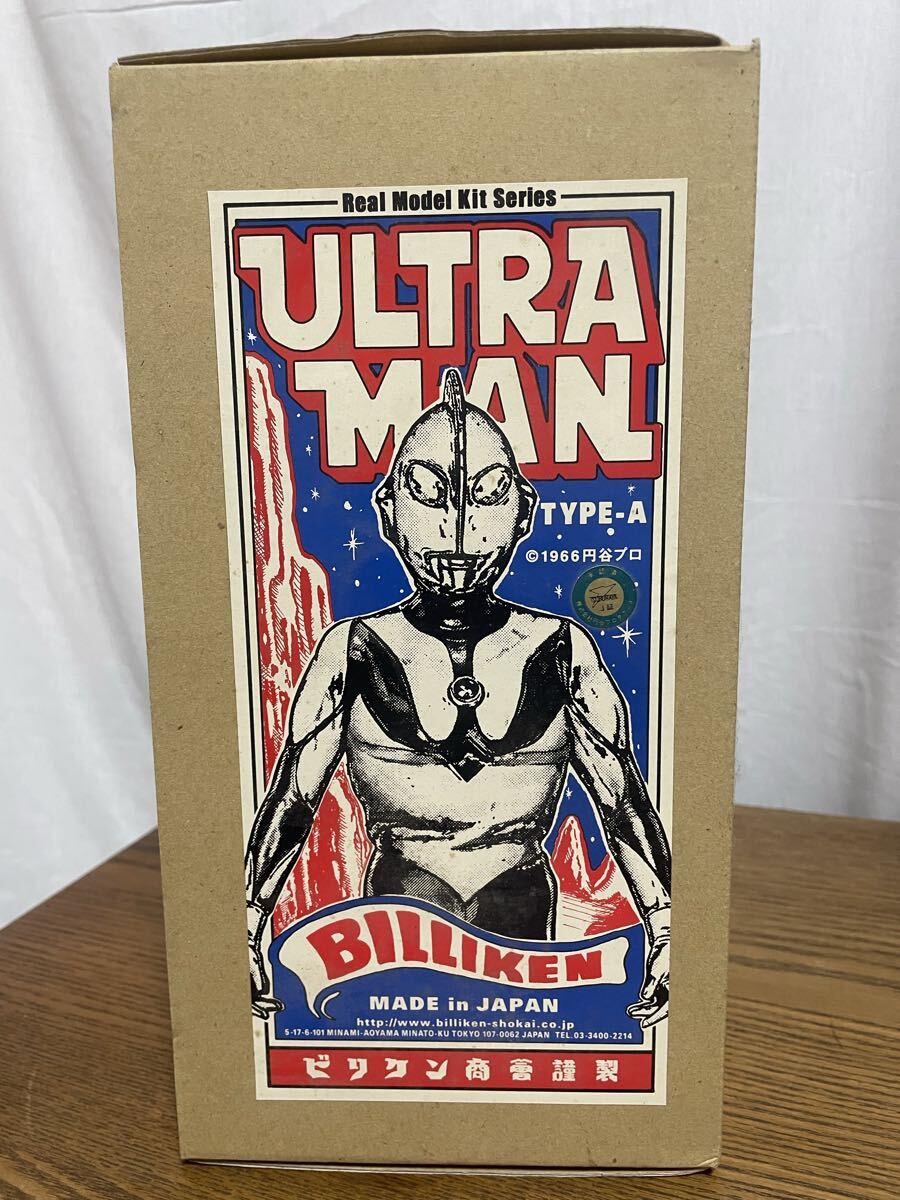 Real Model Kit Series
ULTRA
MAN
TYPE-A
©1966円谷プロ
BILLIKEN
MADE in JAPAN
http://www.billiken-shokai.co.jp
5-17-6-101 MINAMI-AOYAMA MINATO-KU TOKYO 107-0062 JAPAN TEL.03-3400-2214
ビリケン商會謹製